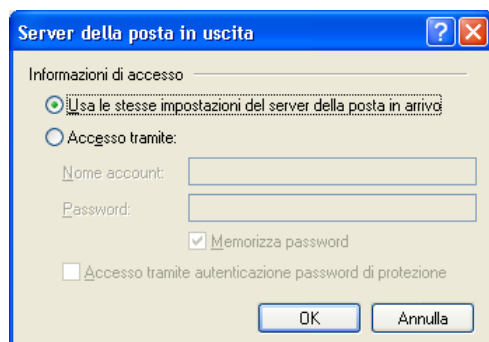 Server della posta in uscita
Informazioni di accesso
Usa le stesse impostazioni del server della posta in arrivo
Accesso tramite:
Nome account:
Password:
Memorizza password
Accesso tramite autenticazione password di protezione
OK Annulla